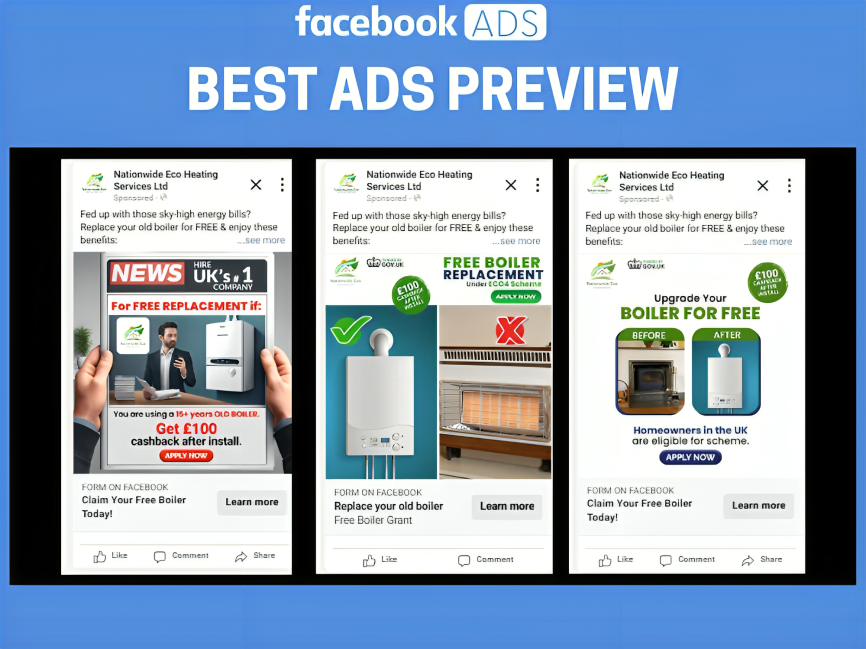 facebook ADS
BEST ADS PREVIEW
Nationwide Eco Heating
Services Ltd
Sponsored ·
Fed up with those sky-high energy bills?
Replace your old boiler for FREE & enjoy these
benefits:
...see more
NEWS
HIRE
UK's #1
COMPANY
For FREE REPLACEMENT if:
You are using a 15+ years OLD BOILER.
Get £100
cashback after install.
APPLY NOW
FORM ON FACEBOOK
Claim Your Free Boiler
Today!
Learn more
Like
Comment
Share
Nationwide Eco Heating
Services Ltd
Sponsored ·
Fed up with those sky-high energy bills?
Replace your old boiler for FREE & enjoy these
benefits:
...see more
GOV.UK
£100
CASHBACK
AFTER
INSTALL
FREE BOILER
REPLACEMENT
Under ECO4 Scheme
APPLY NOW
FORM ON FACEBOOK
Replace your old boiler
Free Boiler Grant
Learn more
Like
Comment
Nationwide Eco Heating
Services Ltd
Sponsored ·
Fed up with those sky-high energy bills?
Replace your old boiler for FREE & enjoy these
benefits:
...see more
Nationwide Eco
GOV.UK
£100
CASHBACK
AFTER
INSTALL
Upgrade Your
BOILER FOR FREE
BEFORE
AFTER
Homeowners in the UK
are eligible for scheme.
APPLY NOW
FORM ON FACEBOOK
Claim Your Free Boiler
Today!
Learn more
Like
Comment
Share